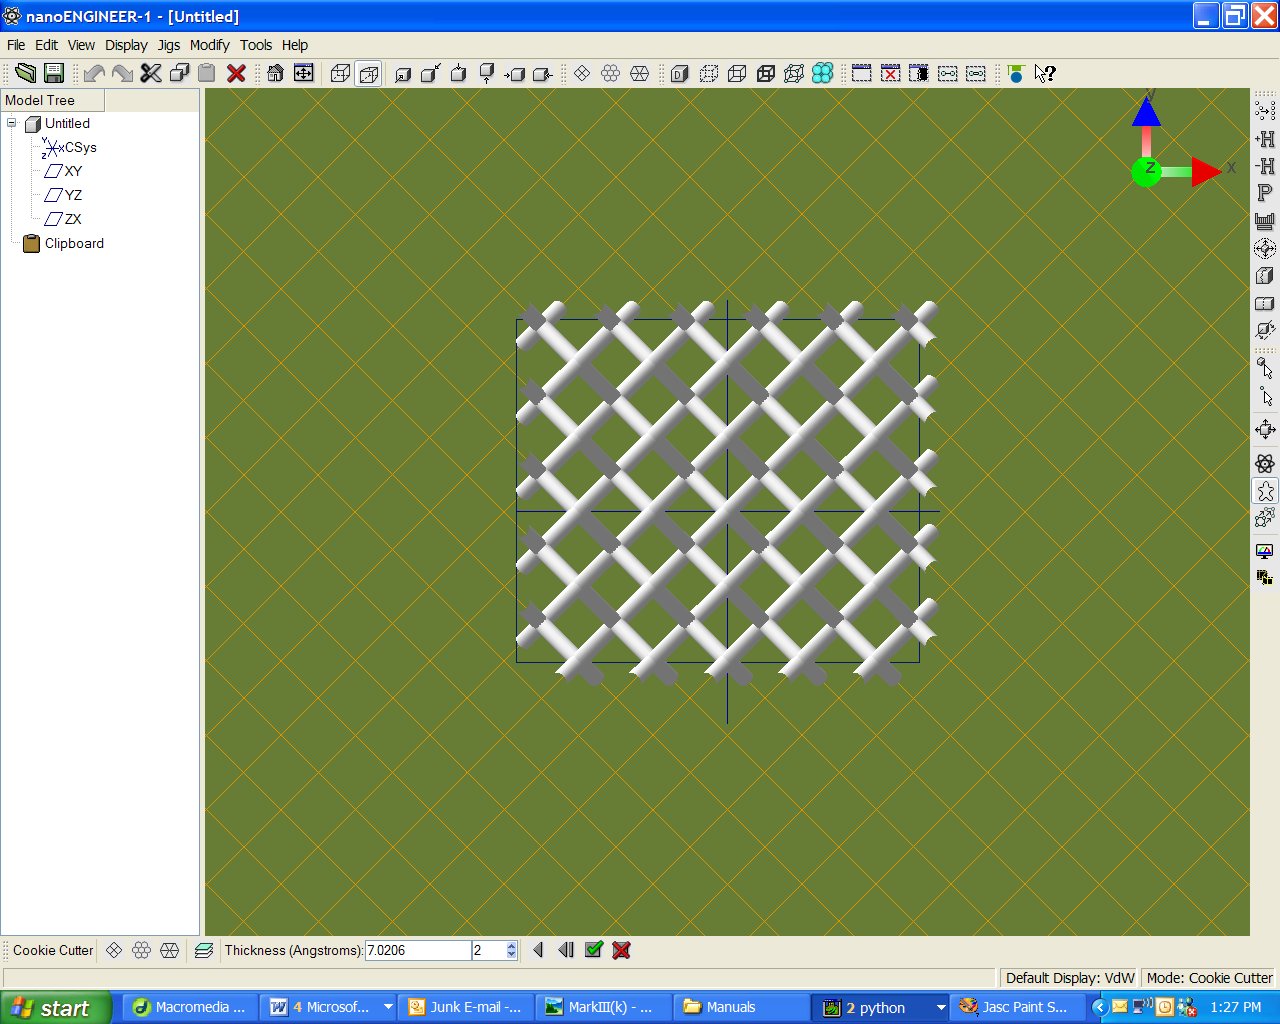 nanoENGINEER-1 - [Untitled]
File Edit View Display Jigs Modify Tools Help
Model Tree
Untitled
CSys
XY
YZ
ZX
Clipboard
Y
Z
X
+H
-H
P
Cookie Cutter Thickness (Angstroms): 7.0206 2
Default Display: VdW Mode: Cookie Cutter
start Macromedia ... 4 Microsof... Junk E-mail -... MarkIII(k) - ... Manuals 2 python Jasc Paint S... 1:27 PM